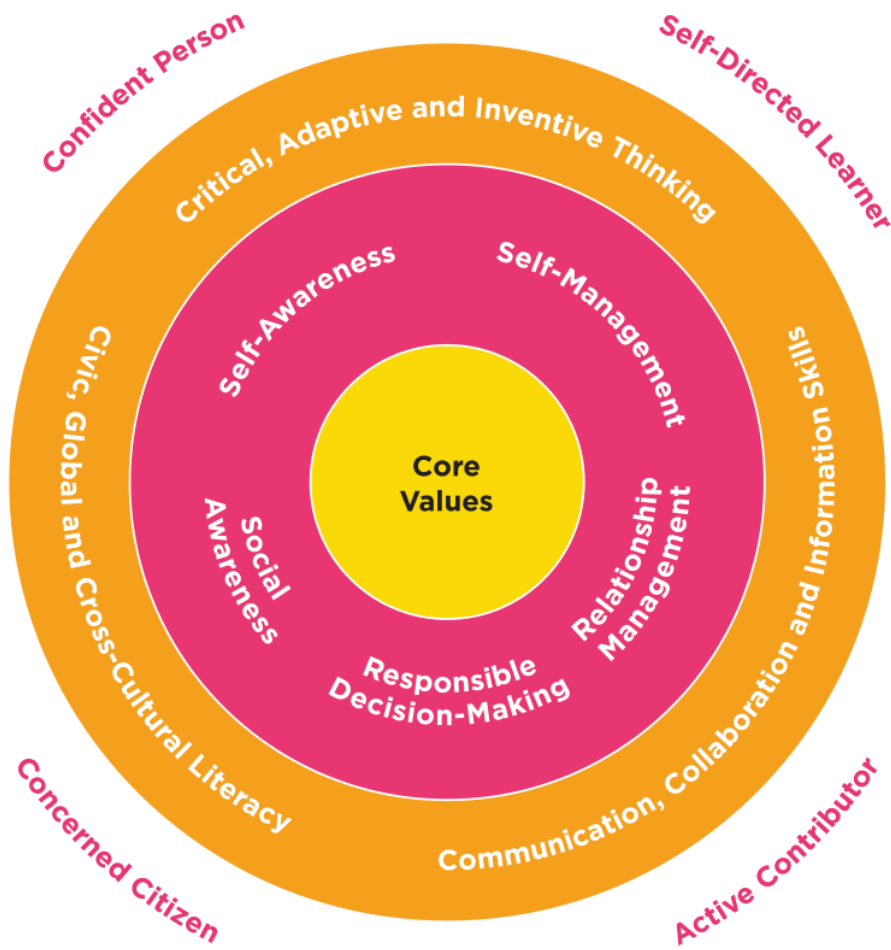 Confident Person
Self-Directed Learner
Critical, Adaptive and Inventive Thinking
Self-Awareness
Self-Management
Civic, Global and Cross-Cultural Literacy
Communication, Collaboration and Information Skills
Core
Values
Social
Awareness
Relationship
Management
Responsible
Decision-Making
Concerned Citizen
Active Contributor